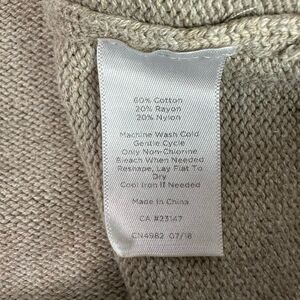 60% Cotton
20% Rayon
20% Nylon
Machine Wash Cold
Gentle Cycle
Only Non-Chlorine
Bleach When Needed
Reshape, Lay Flat To
Dry
Cool Iron If Needed
Made In China
CA #23147
CN4982 07/18